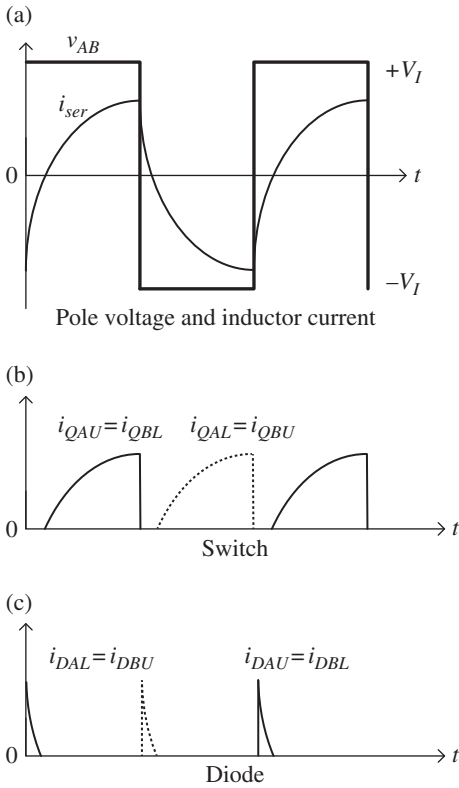 (a)
v_AB
+V_I
i_ser
0
t
−V_I
Pole voltage and inductor current
(b)
i_QAU = i_QBL
i_QAL = i_QBU
0
t
Switch
(c)
i_DAL = i_DBU
i_DAU = i_DBL
0
t
Diode